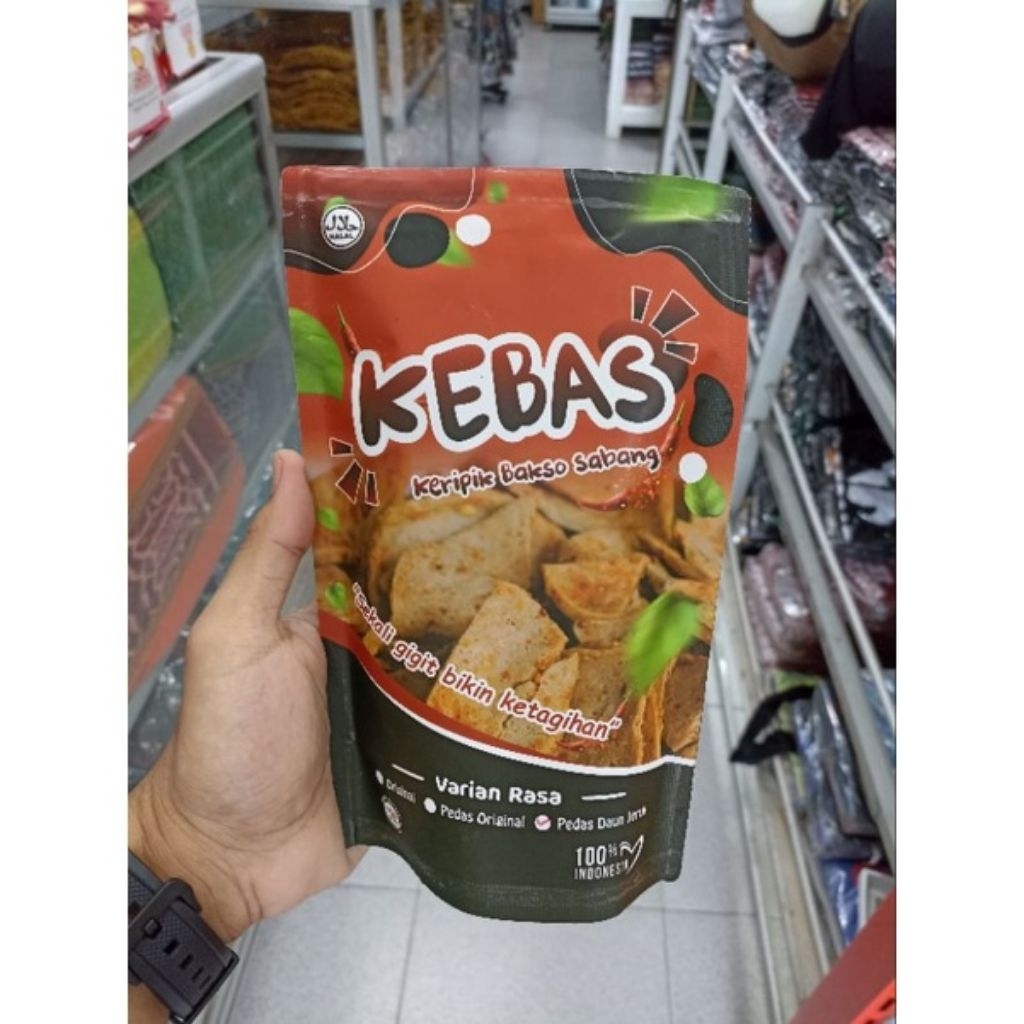 حلال
HALAL
KEBAS
Keripik Bakso Sabang
"Sekali gigit bikin ketagihan"
Varian Rasa
Original Pedas Original Pedas Daun Jeruk
100%
INDONESIA